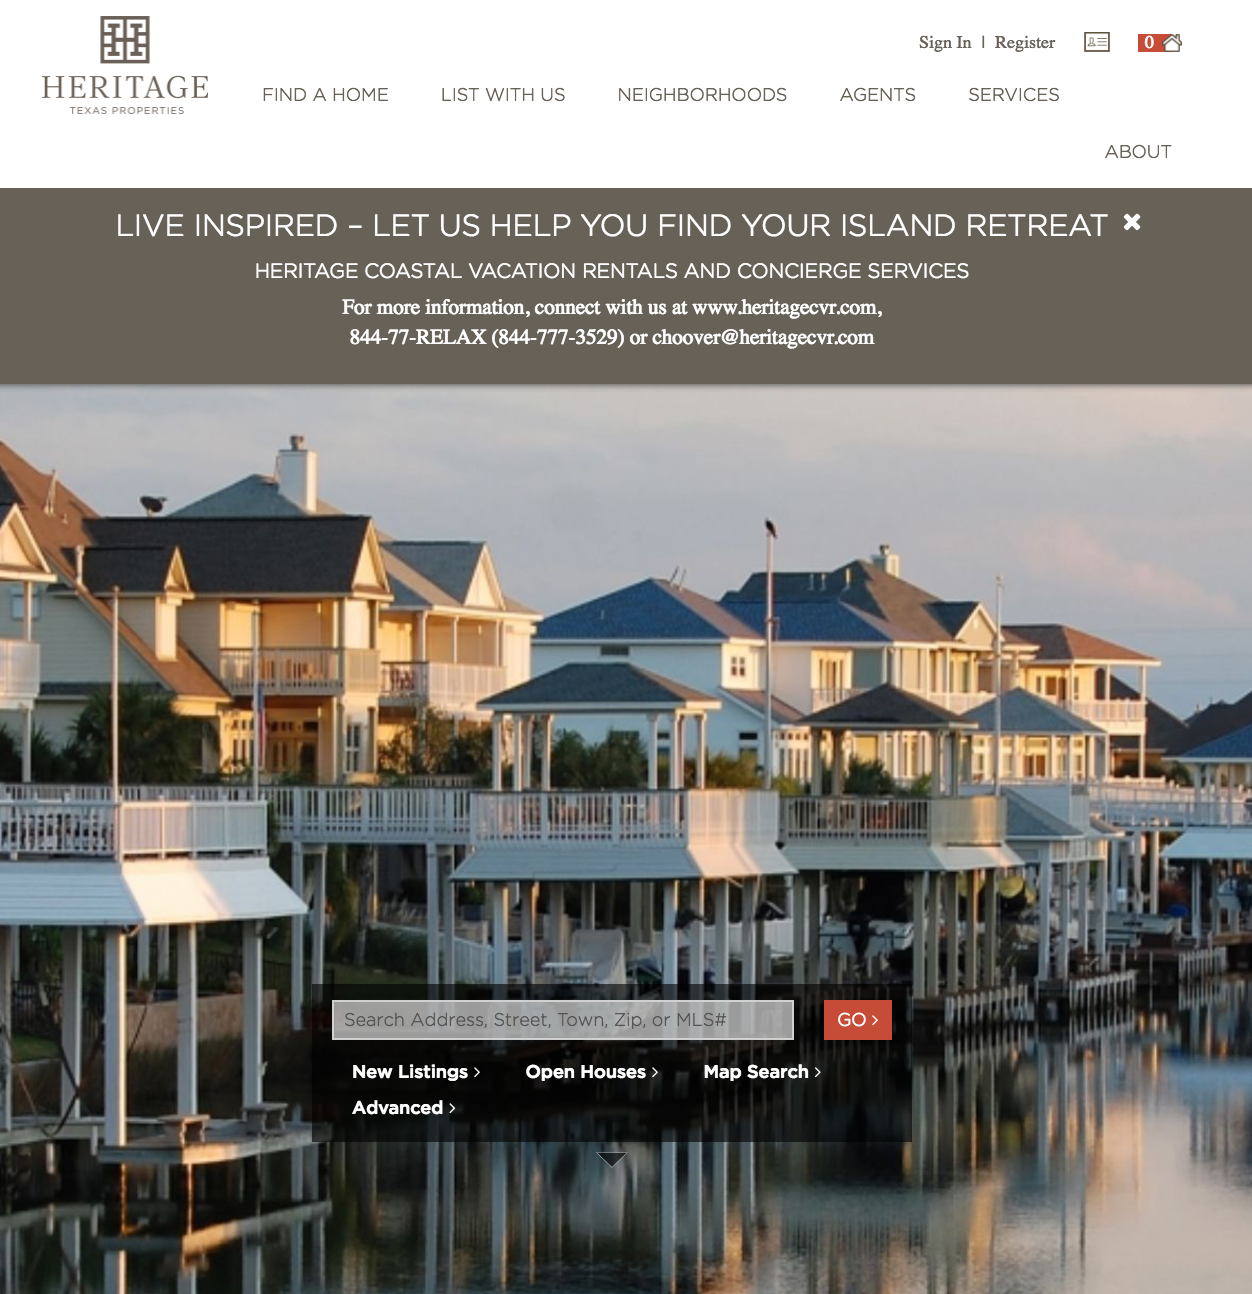 HERITAGE
TEXAS PROPERTIES
Sign In | Register
0
FIND A HOME LIST WITH US NEIGHBORHOODS AGENTS SERVICES
ABOUT
LIVE INSPIRED – LET US HELP YOU FIND YOUR ISLAND RETREAT
HERITAGE COASTAL VACATION RENTALS AND CONCIERGE SERVICES
For more information, connect with us at www.heritagecvr.com,
844-77-RELAX (844-777-3529) or choover@heritagecvr.com
Search Address, Street, Town, Zip, or MLS#
GO >
New Listings > Open Houses > Map Search >
Advanced >